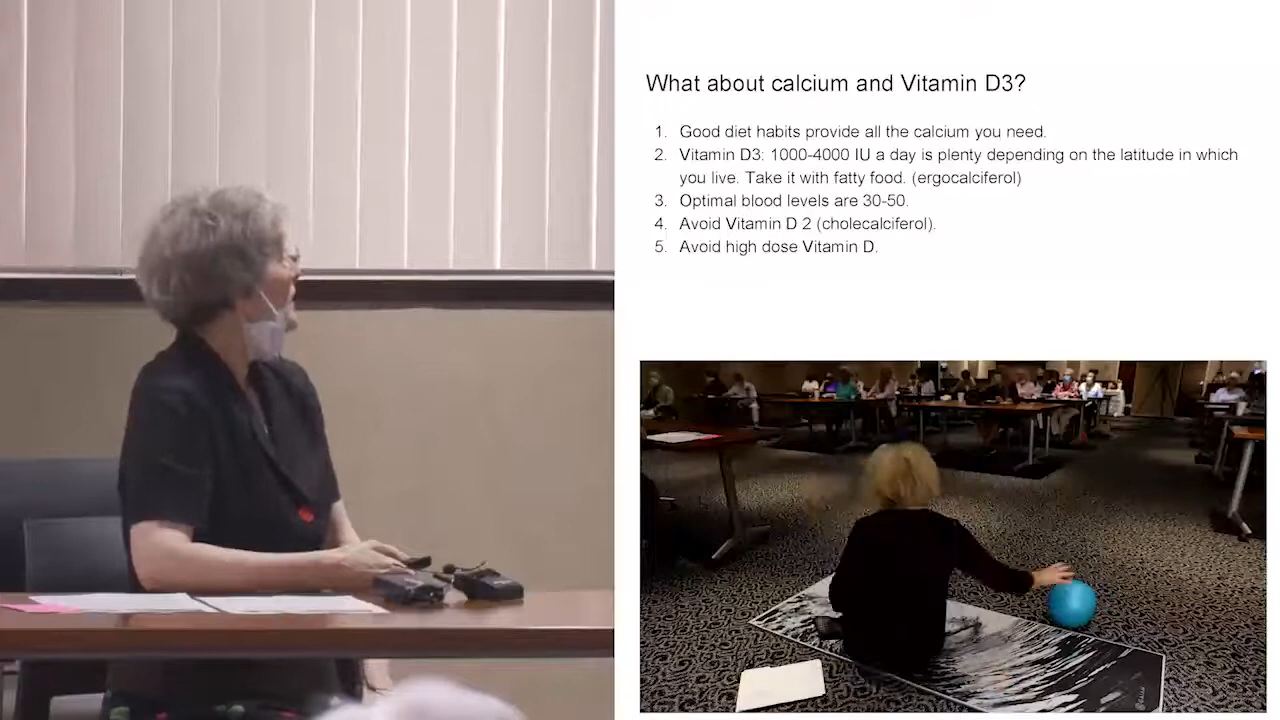 What about calcium and Vitamin D3?
1. Good diet habits provide all the calcium you need.
2. Vitamin D3: 1000-4000 IU a day is plenty depending on the latitude in which
you live. Take it with fatty food. (ergocalciferol)
3. Optimal blood levels are 30-50.
4. Avoid Vitamin D 2 (cholecalciferol).
5. Avoid high dose Vitamin D.